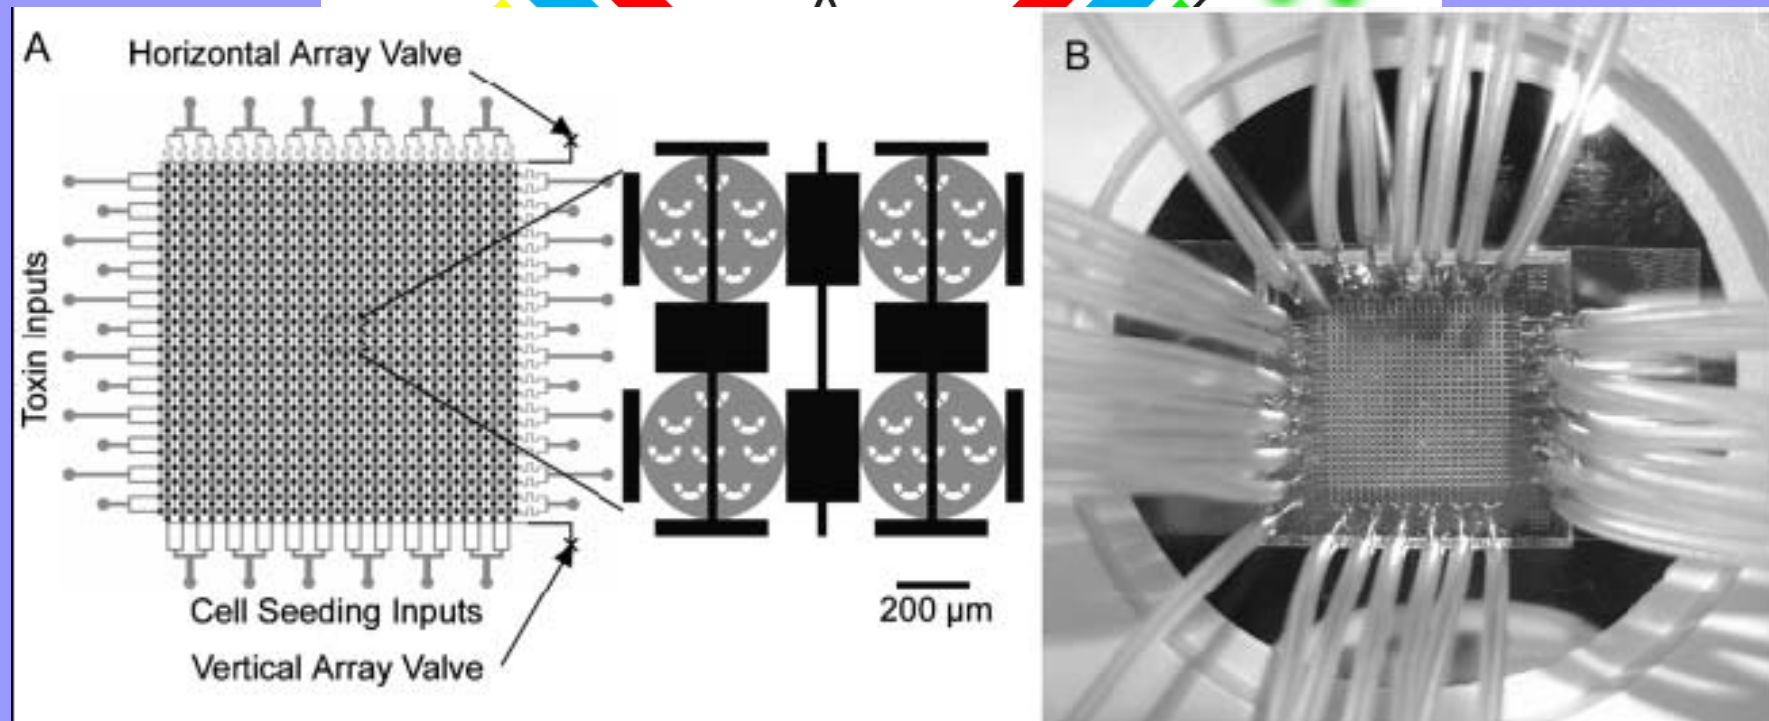 A
Horizontal Array Valve
Toxin Inputs
Cell Seeding Inputs
Vertical Array Valve
200 μm
B